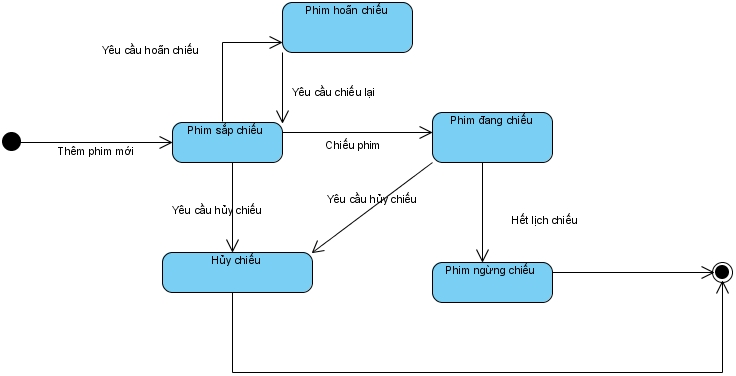 Phim hoãn chiếu
Yêu cầu hoãn chiếu
Yêu cầu chiếu lại
Phim sắp chiếu
Phim đang chiếu
Thêm phim mới
Chiếu phim
Yêu cầu hủy chiếu
Yêu cầu hủy chiếu
Hết lịch chiếu
Hủy chiếu
Phim ngừng chiếu